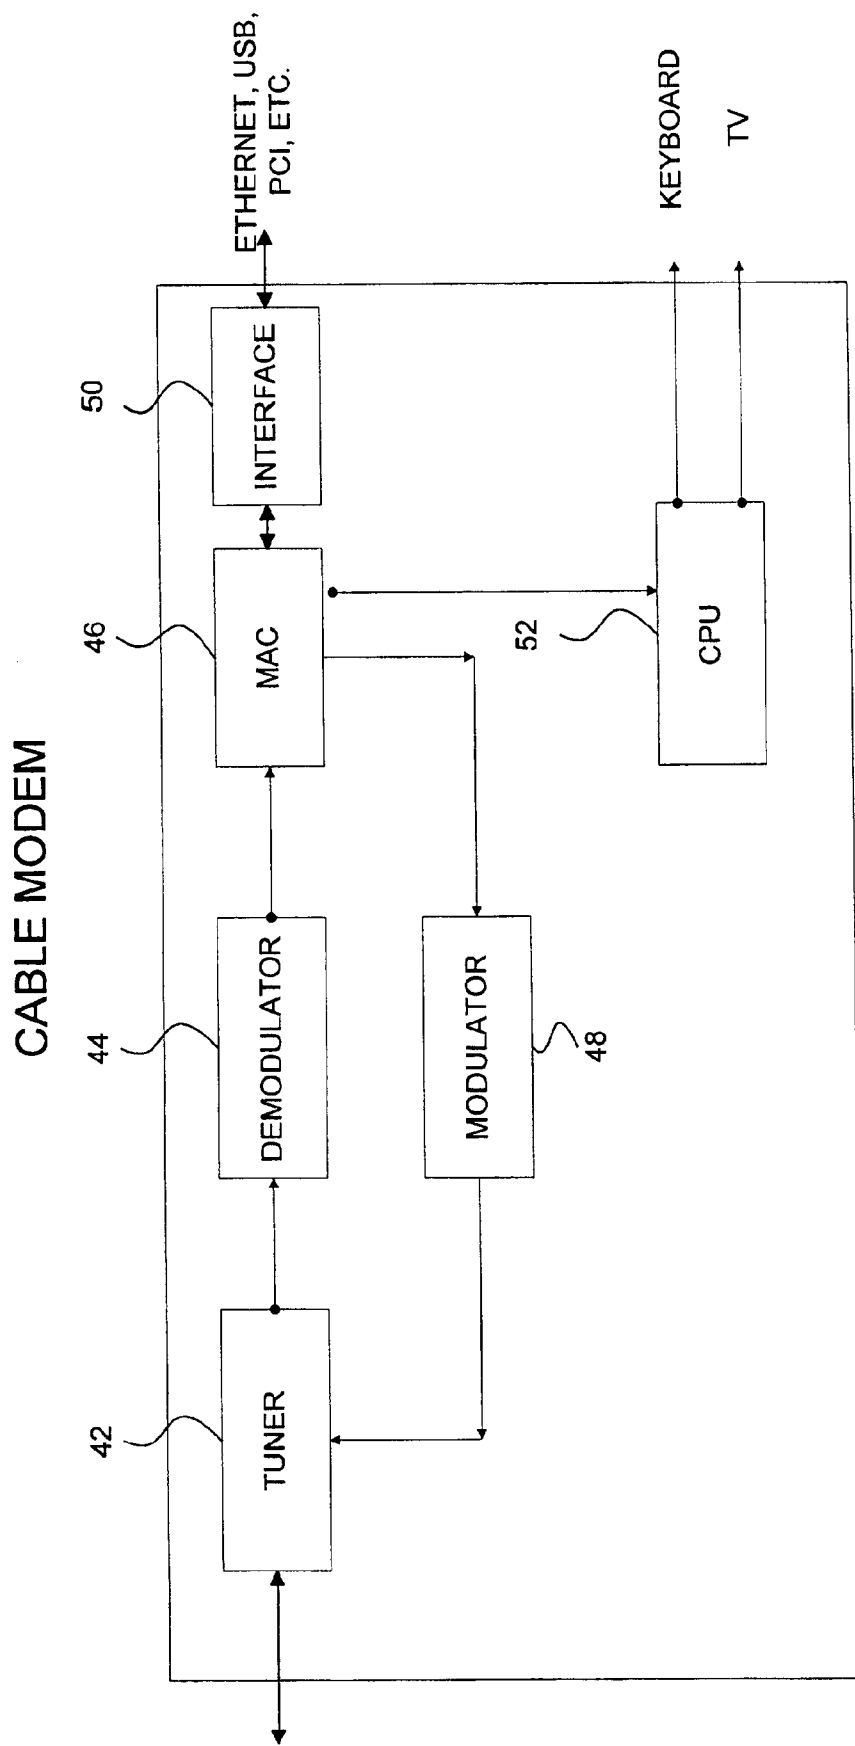 CABLE MODEM
42
44
46
50
TUNER
DEMODULATOR
MAC
INTERFACE
ETHERNET, USB,
PCI, ETC.
MODULATOR
48
52
CPU
KEYBOARD
TV